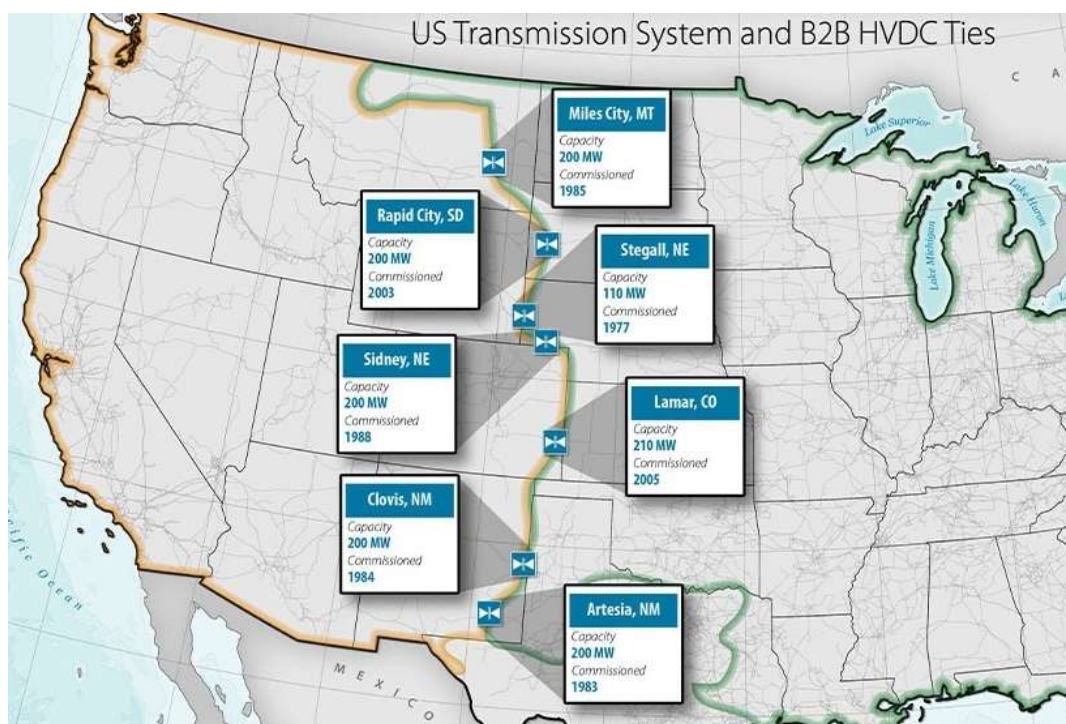 US Transmission System and B2B HVDC Ties
C A
Lake Superior
Lake Michigan
Lake Huron
Miles City, MT
Capacity
200 MW
Commissioned
1985
Rapid City, SD
Capacity
200 MW
Commissioned
2003
Stegall, NE
Capacity
110 MW
Commissioned
1977
Sidney, NE
Capacity
200 MW
Commissioned
1988
Lamar, CO
Capacity
210 MW
Commissioned
2005
Clovis, NM
Capacity
200 MW
Commissioned
1984
Artesia, NM
Capacity
200 MW
Commissioned
1983
cific Ocean
MEXICO